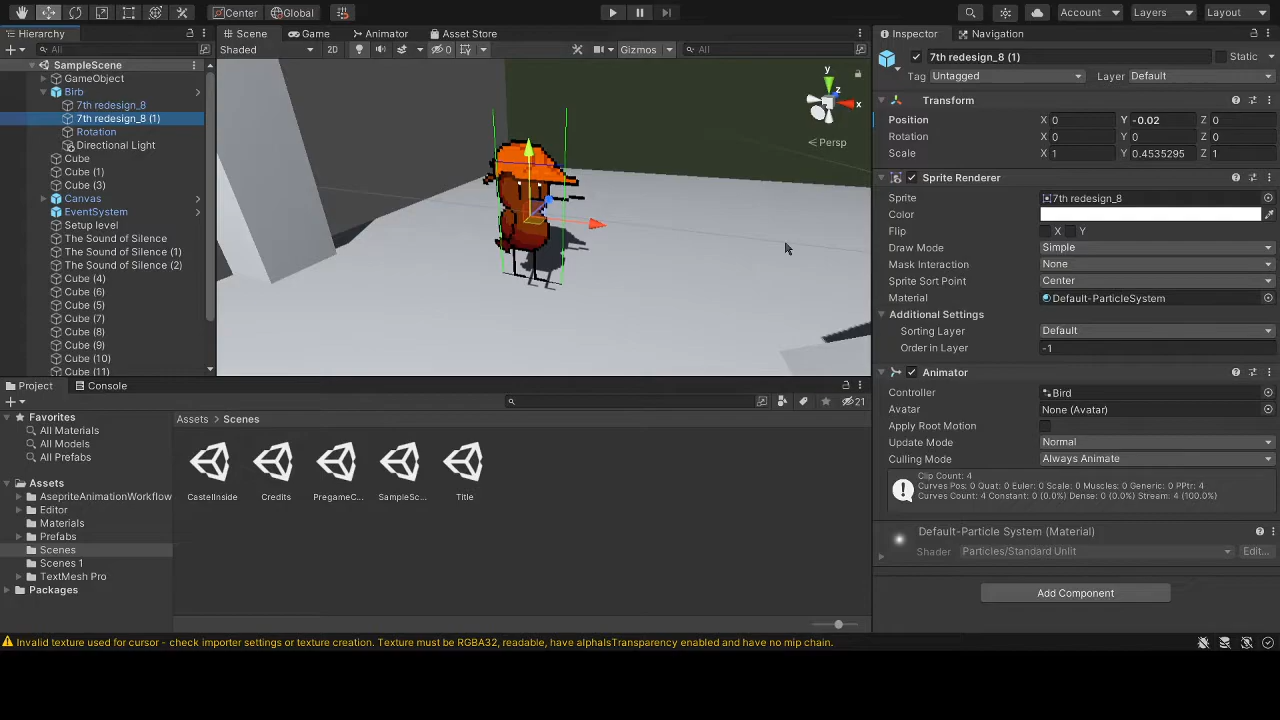 Center Global Account Layers Layout
Hierarchy Scene Game Animator Asset Store Inspector Navigation
All Shaded 2D 0 Gizmos All 7th redesign_8 (1) Static
SampleScene Tag Untagged Layer Default
GameObject
Birb Transform
7th redesign_8 Position X 0 Y -0.02 Z 0
7th redesign_8 (1) Rotation X 0 Y 0 Z 0
Rotation Scale X 1 Y 0.4535295 Z 1
Directional Light y z x Persp
Cube Sprite Renderer
Cube (1) Sprite 7th redesign_8
Cube (3) Color
Canvas Flip X Y
EventSystem Draw Mode Simple
Setup level Mask Interaction None
The Sound of Silence Sprite Sort Point Center
The Sound of Silence (1) Material Default-ParticleSystem
The Sound of Silence (2) Additional Settings
Cube (4) Sorting Layer Default
Cube (6) Order in Layer -1
Cube (5)
Cube (7)
Cube (8)
Cube (9)
Cube (10)
Cube (11)
Animator
Controller Bird
Avatar None (Avatar)
Apply Root Motion
Update Mode Normal
Culling Mode Always Animate
Clip Count: 4
Curves Pos: 0 Quat: 0 Euler: 0 Scale: 0 Muscles: 0 Generic: 0 PPtr: 4
Curves Count: 4 Constant: 0 (0.0%) Dense: 0 (0.0%) Stream: 4 (100.0%)
Default-Particle System (Material)
Shader Particles/Standard Unlit Edit...
Add Component
Project Console
21
Favorites Assets > Scenes
All Materials
All Models
All Prefabs
Assets
AsepriteAnimationWorkflow CastelInside Credits PregameC... SampleSc... Title
Editor
Materials
Prefabs
Scenes
Scenes 1
TextMesh Pro
Packages
Invalid texture used for cursor - check importer settings or texture creation. Texture must be RGBA32, readable, have alphaIsTransparency enabled and have no mip chain.